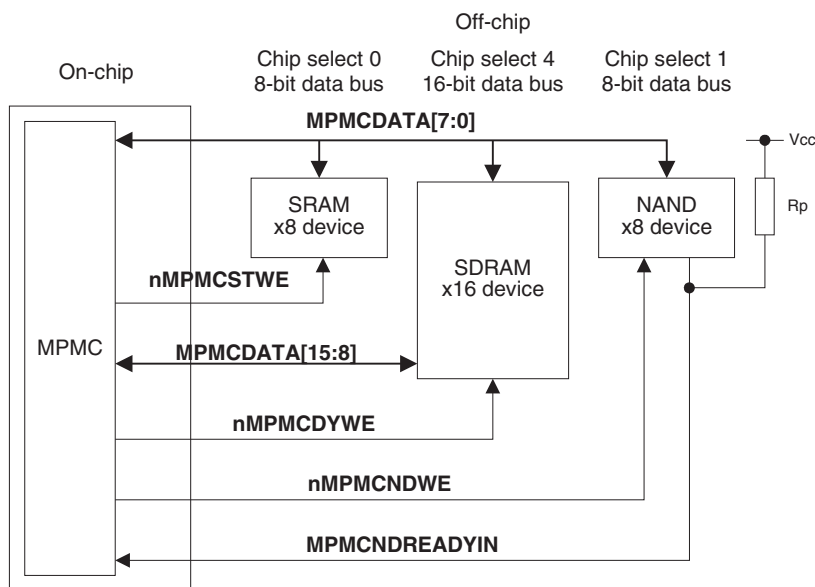 Off-chip
On-chip
Chip select 0
8-bit data bus
Chip select 4
16-bit data bus
Chip select 1
8-bit data bus
MPMCDATA[7:0]
Vcc
SRAM
x8 device
NAND
x8 device
Rp
SDRAM
x16 device
nMPMCSTWE
MPMC
MPMCDATA[15:8]
nMPMCDYWE
nMPMCNDWE
MPMCNDREADYIN